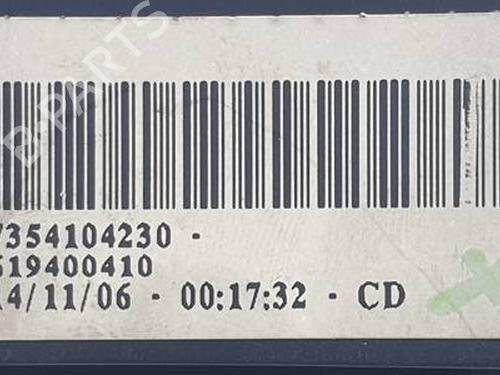 B-PARTS
7354104230 -
519400410
14/11/06 - 00:17:32 - CD